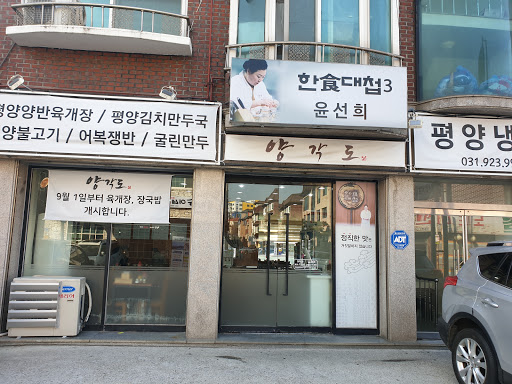 한食대첩3
윤선희
평양양반육개장 / 평양김치만두국
양불고기 / 어복쟁반 / 굴린만두
양각도
평양냉
031.923.99
양각도
9월 1일부터 육개장, 장국밥
개시합니다.
정직한 맛
ADT